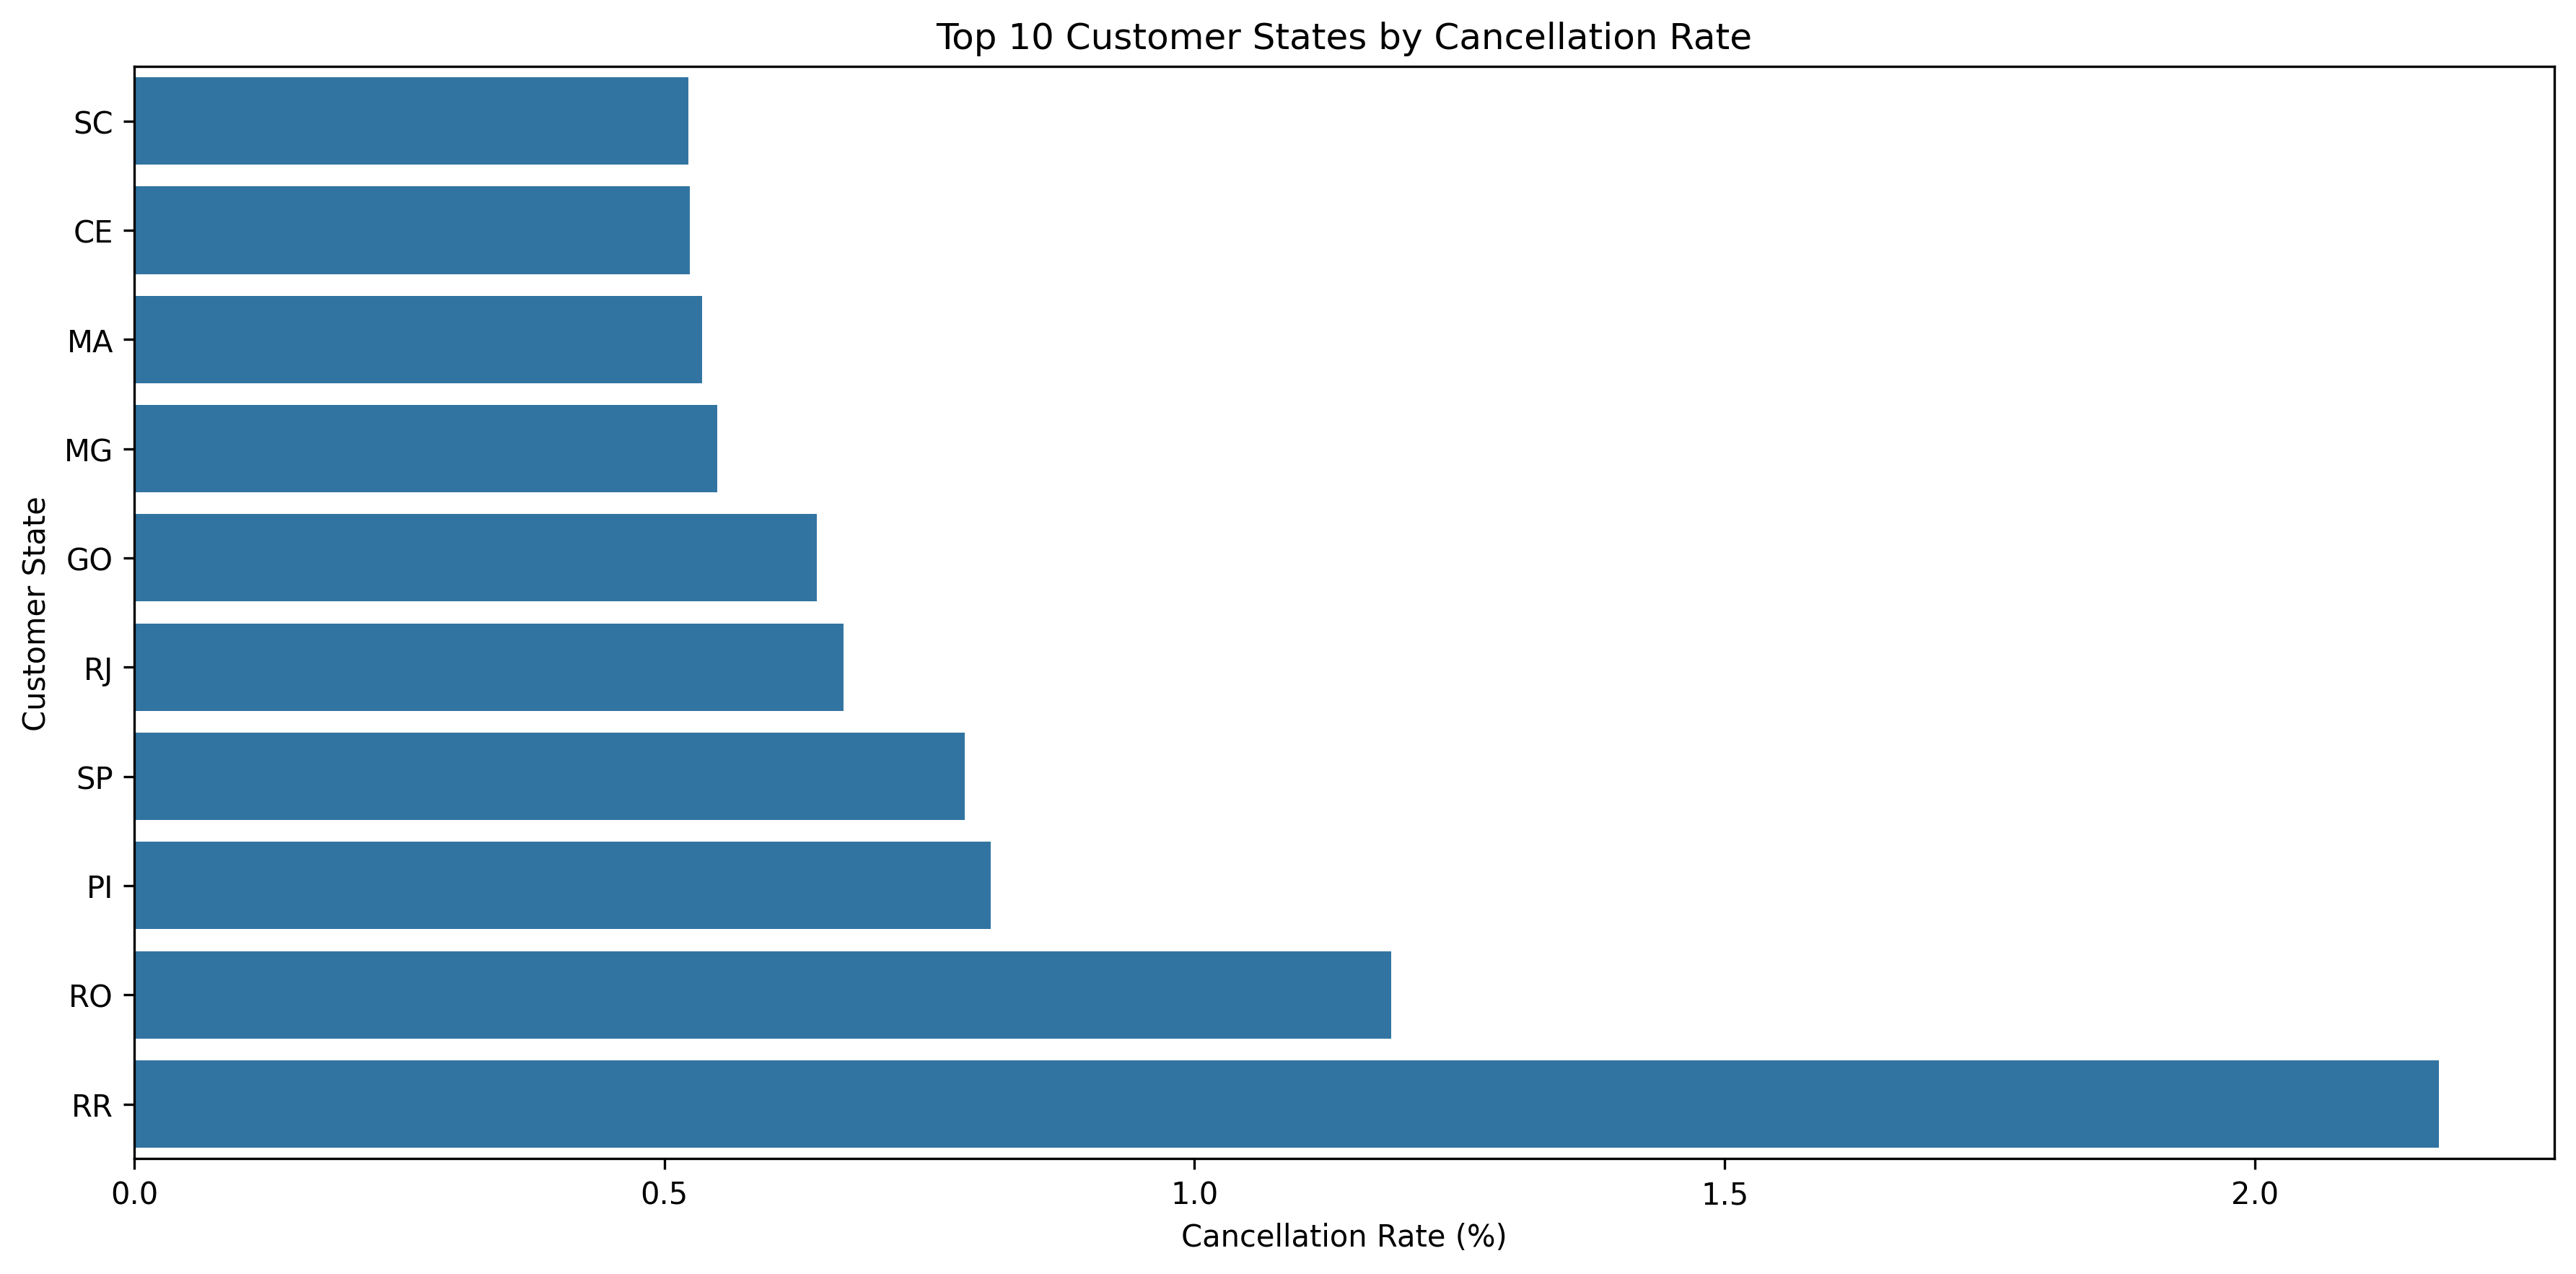 Top 10 Customer States by Cancellation Rate
Customer State
SC
CE
MA
MG
GO
RJ
SP
PI
RO
RR
0.0 0.5 1.0 1.5 2.0
Cancellation Rate (%)